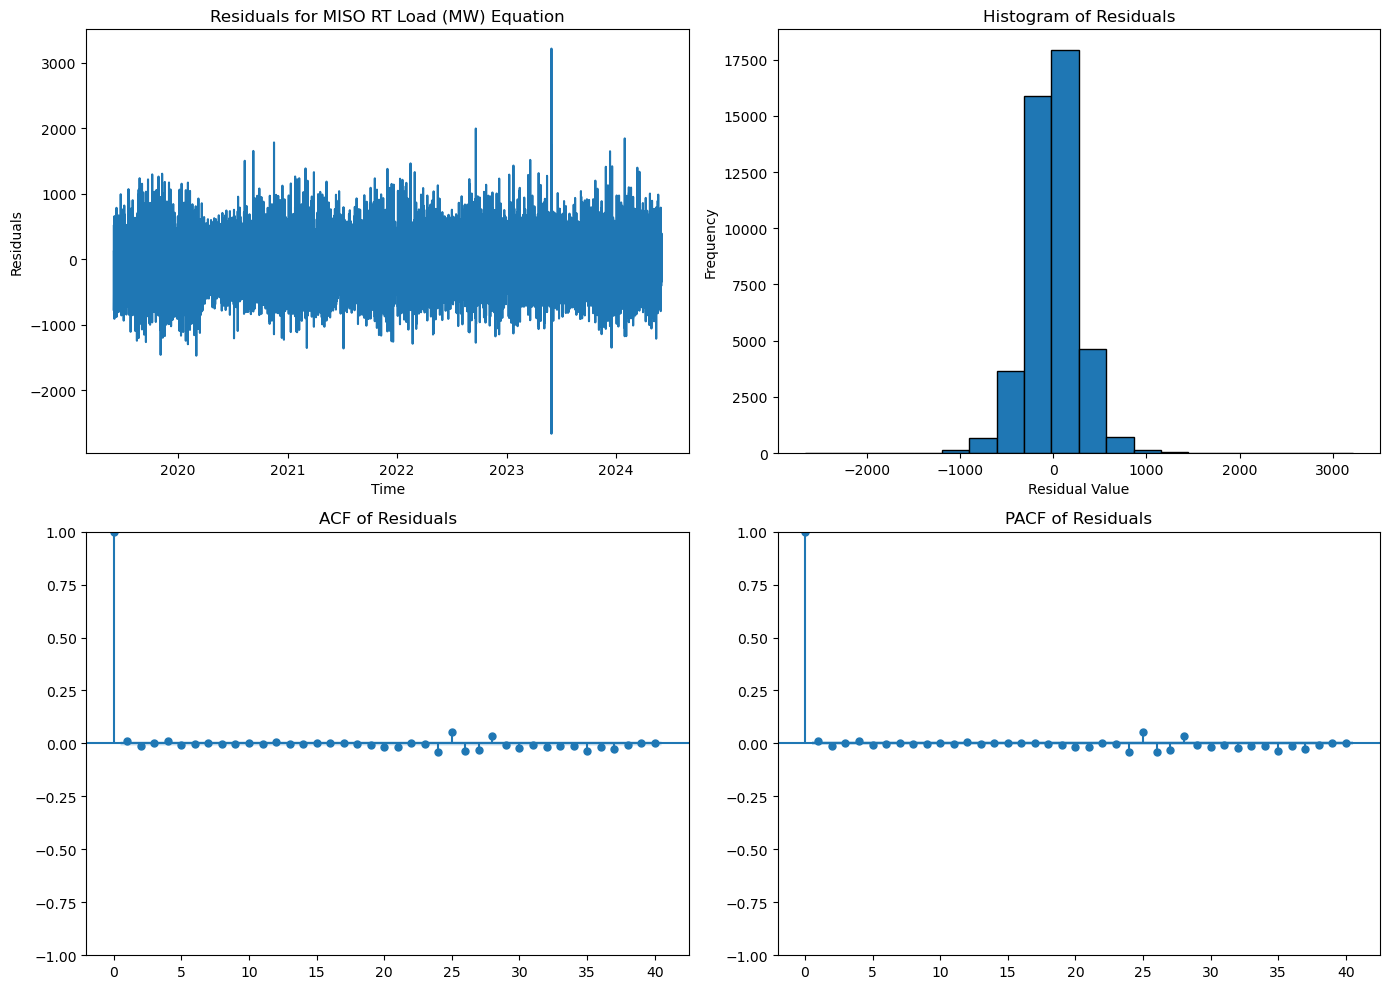 Residuals for MISO RT Load (MW) Equation
Residuals
3000
2000
1000
0
−1000
−2000
2020 2021 2022 2023 2024
Time
Histogram of Residuals
Frequency
17500
15000
12500
10000
7500
5000
2500
0
−2000 −1000 0 1000 2000 3000
Residual Value
ACF of Residuals
1.00
0.75
0.50
0.25
0.00
−0.25
−0.50
−0.75
−1.00
0 5 10 15 20 25 30 35 40
PACF of Residuals
1.00
0.75
0.50
0.25
0.00
−0.25
−0.50
−0.75
−1.00
0 5 10 15 20 25 30 35 40